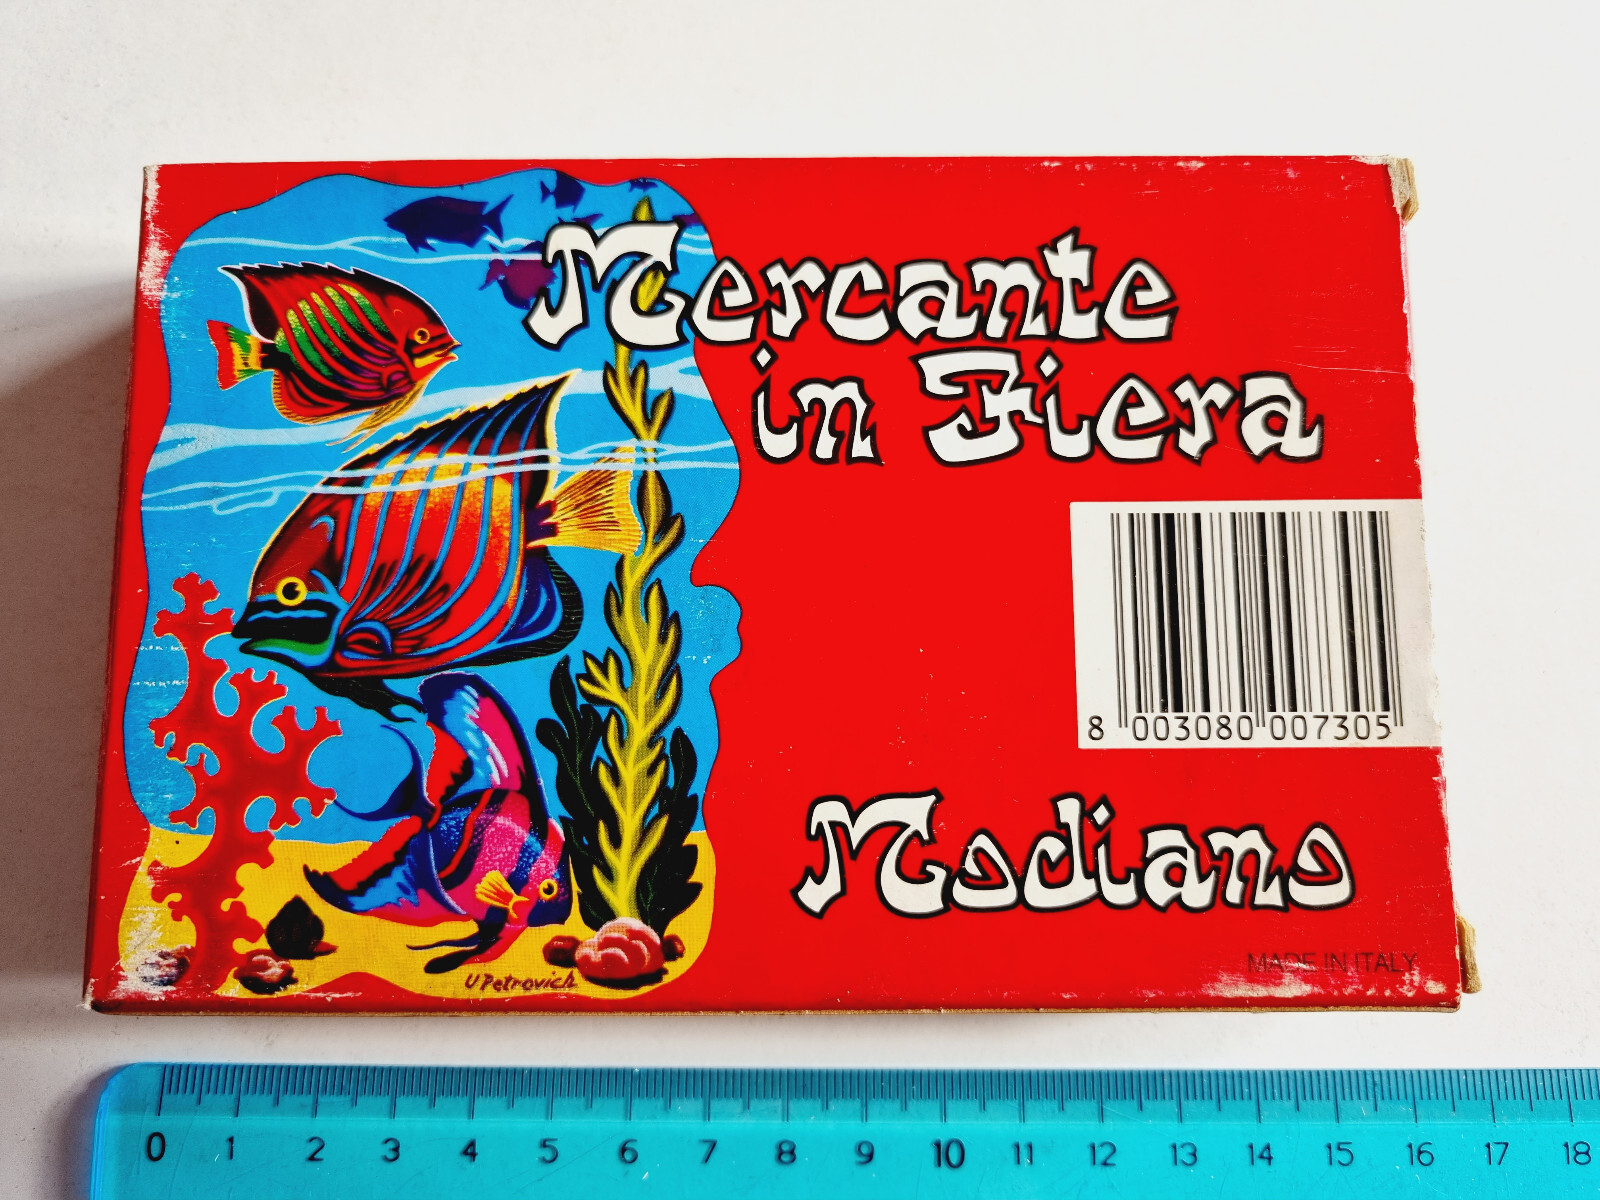 Mercante
in Fiera
8 003080 007305
Modiano
MADE IN ITALY
U Petrovich
0 1 2 3 4 5 6 7 8 9 10 11 12 13 14 15 16 17 18